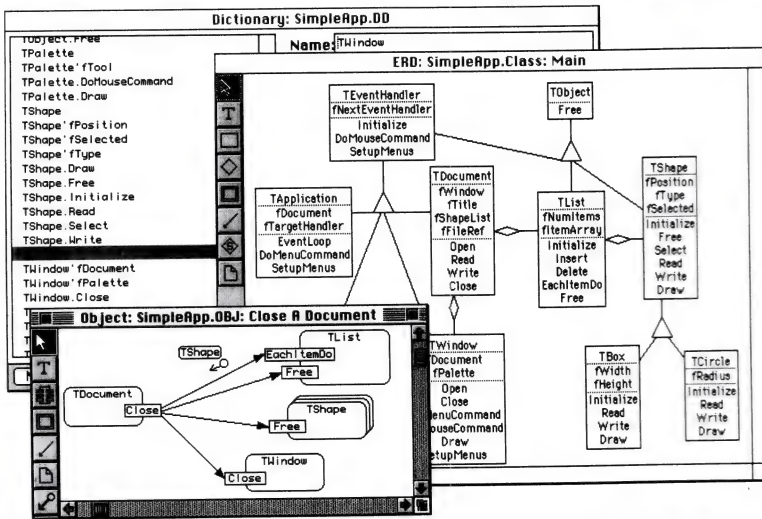 Dictionary: SimpleApp.DD
TObject.Free
TPalette
TPalette'fTool
TPalette.DoMouseCommand
TPalette.Draw
TShape
TShape'fPosition
TShape'fSelected
TShape'fType
TShape.Draw
TShape.Free
TShape.Initialize
TShape.Read
TShape.Select
TShape.Write
TWindow'fDocument
TWindow'fPalette
TWindow.Close
Name: TWindow
ERD: SimpleApp.Class: Main
TEventHandler
fNextEventHandler
Initialize
DoMouseCommand
SetupMenus
TObject
Free
TApplication
fDocument
fTargetHandler
EventLoop
DoMenuCommand
SetupMenus
TDocument
fWindow
fTitle
fShapeList
fFileRef
Open
Read
Write
Close
TList
fNumItems
fItemArray
Initialize
Insert
Delete
EachItemDo
Free
TShape
fPosition
fType
fSelected
Initialize
Free
Select
Read
Write
Draw
TWindow
fDocument
fPalette
Open
Close
MenuCommand
MouseCommand
Draw
SetupMenus
TBox
fWidth
fHeight
Initialize
Read
Write
Draw
TCircle
fRadius
Initialize
Read
Write
Draw
Object: SimpleApp.OBJ: Close A Document
TShape
TList
EachItemDo
Free
TDocument
Close
TShape
Free
TWindow
Close